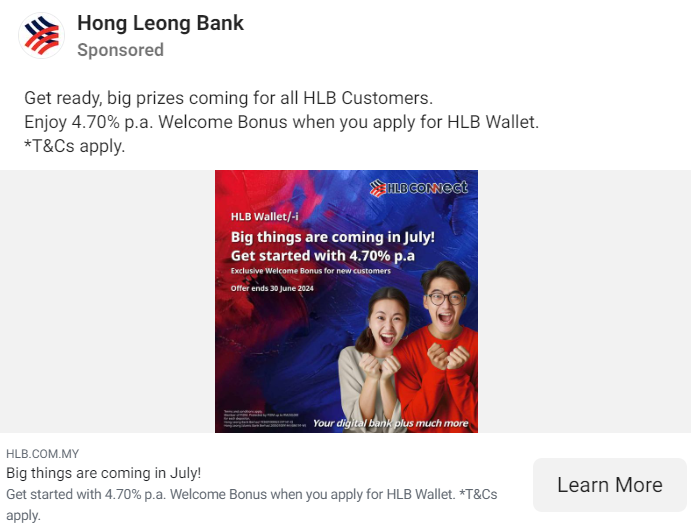 Hong Leong Bank
Sponsored
Get ready, big prizes coming for all HLB Customers.
Enjoy 4.70% p.a. Welcome Bonus when you apply for HLB Wallet.
*T&Cs apply.
HLB CONNECT
HLB Wallet/-i
Big things are coming in July!
Get started with 4.70% p.a
Exclusive Welcome Bonus for new customers
Offer ends 30 June 2024
Terms and conditions apply.
Your digital bank plus much more
HLB.COM.MY
Big things are coming in July!
Get started with 4.70% p.a. Welcome Bonus when you apply for HLB Wallet. *T&Cs
apply.
Learn More